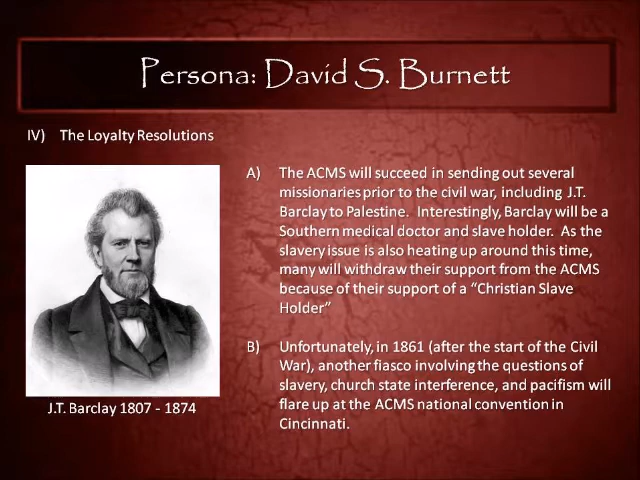 Persona: David S. Burnett
IV) The Loyalty Resolutions
A) The ACMS will succeed in sending out several
missionaries prior to the civil war, including J.T.
Barclay to Palestine. Interestingly, Barclay will be a
Southern medical doctor and slave holder. As the
slavery issue is also heating up around this time,
many will withdraw their support from the ACMS
because of their support of a “Christian Slave
Holder”
B) Unfortunately, in 1861 (after the start of the Civil
War), another fiasco involving the questions of
slavery, church state interference, and pacifism will
flare up at the ACMS national convention in
Cincinnati.
J.T. Barclay 1807 - 1874